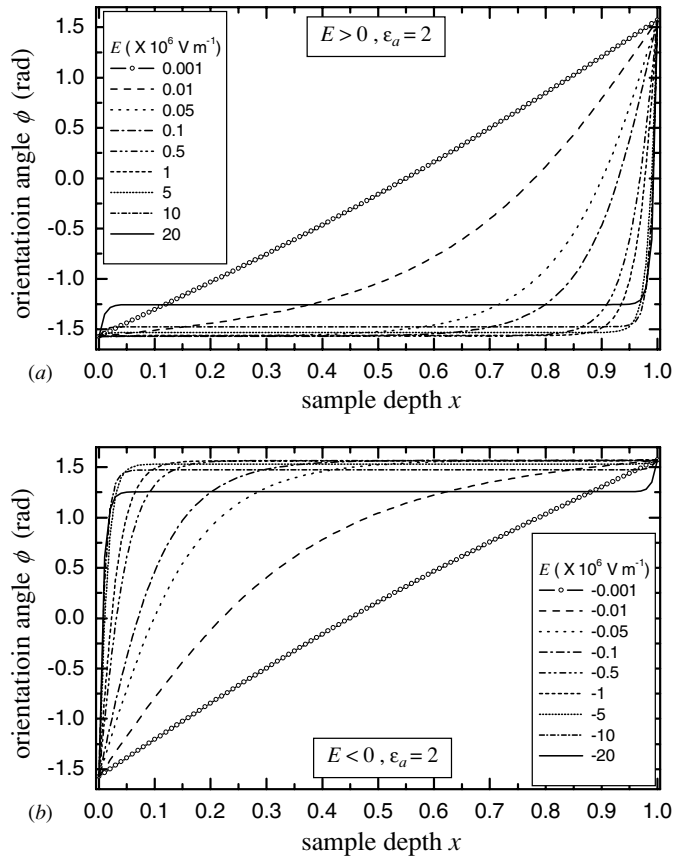 1.5
1.0
0.5
0.0
-0.5
-1.0
-1.5
orientatioin angle ϕ (rad)
E ( X 10⁶ V m⁻¹)
0.001
0.01
0.05
0.1
0.5
1
5
10
20
E > 0 , εₐ = 2
(a)
0.0 0.1 0.2 0.3 0.4 0.5 0.6 0.7 0.8 0.9 1.0
sample depth x
1.5
1.0
0.5
0.0
-0.5
-1.0
-1.5
orientatioin angle ϕ (rad)
E ( X 10⁶ V m⁻¹)
-0.001
-0.01
-0.05
-0.1
-0.5
-1
-5
-10
-20
E < 0 , εₐ = 2
(b)
0.0 0.1 0.2 0.3 0.4 0.5 0.6 0.7 0.8 0.9 1.0
sample depth x